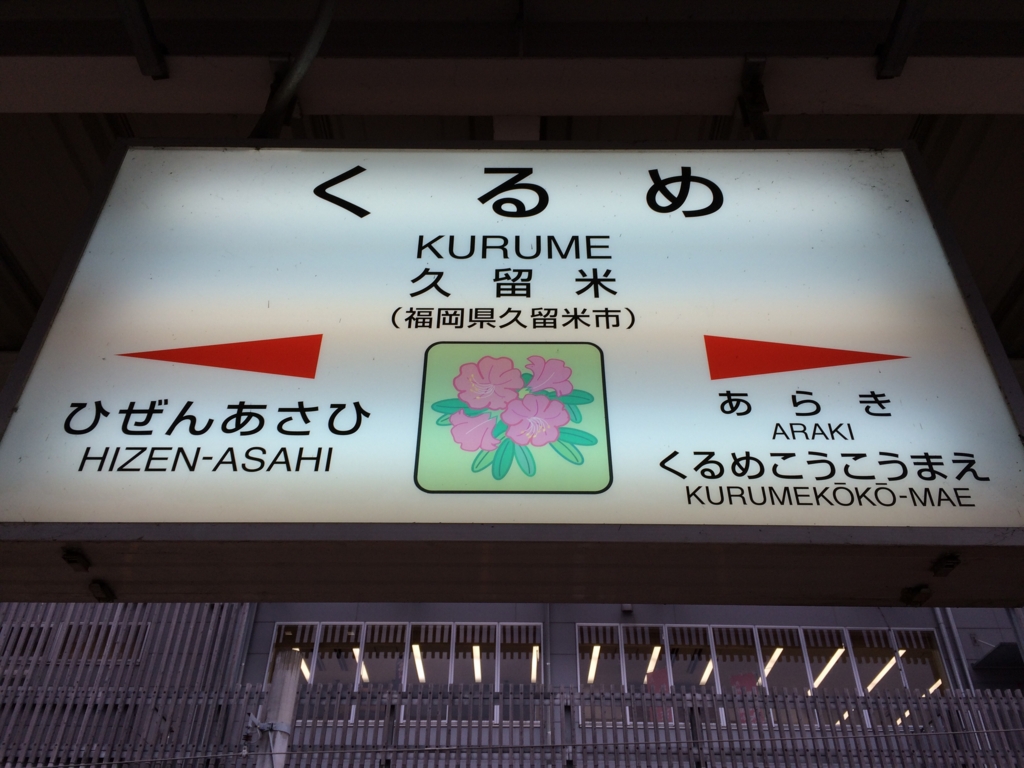 くるめ
KURUME
久留米
（福岡県久留米市）
ひぜんあさひ
HIZEN-ASAHI
あらき
ARAKI
くるめこうこうまえ
KURUMEKŌKŌ-MAE